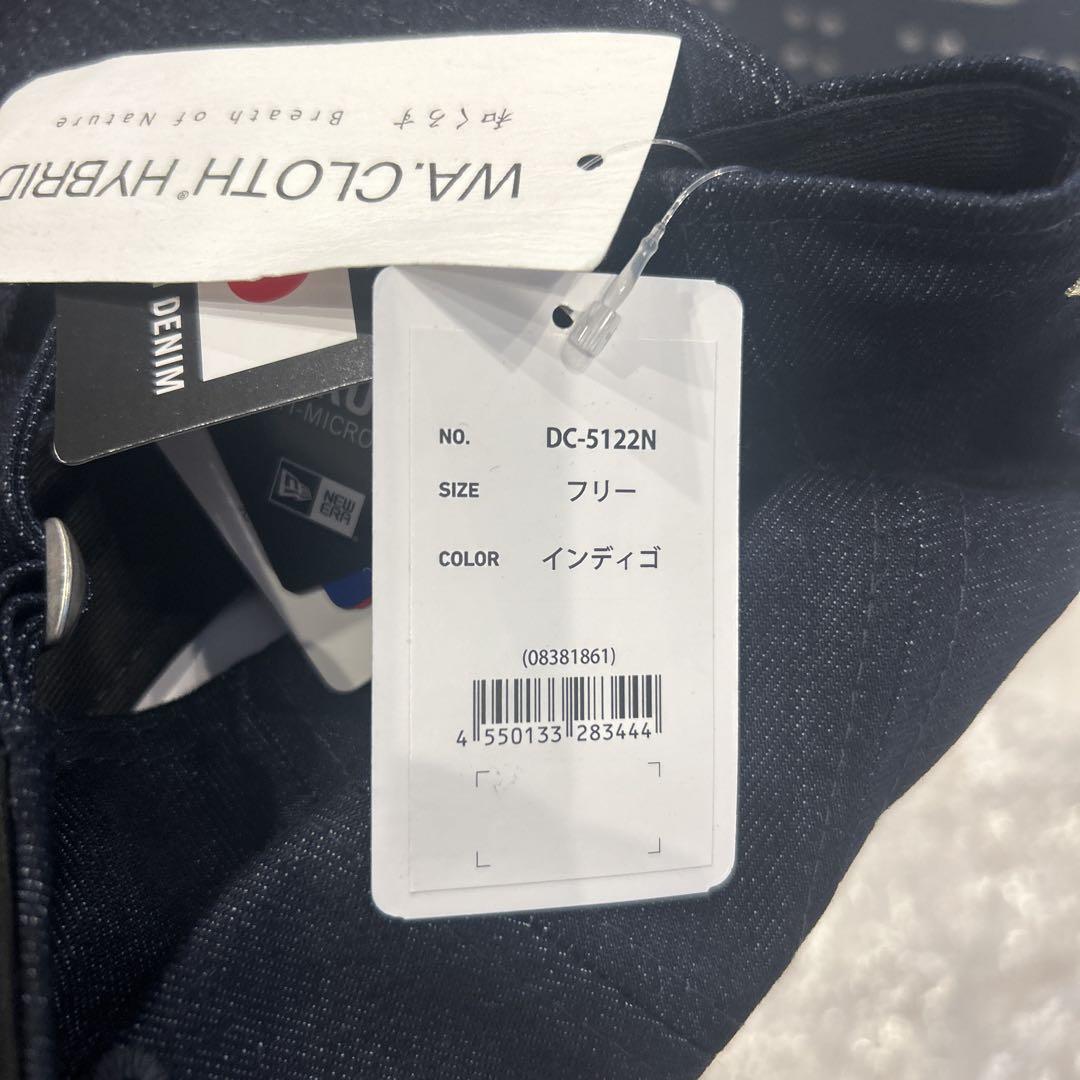 WA.CLOTH® HYBRID
和くろす Breath of Nature
DENIM
-MICRO
NEW
ERA
NO. DC-5122N
SIZE フリー
COLOR インディゴ
(08381861)
4 550133 283444